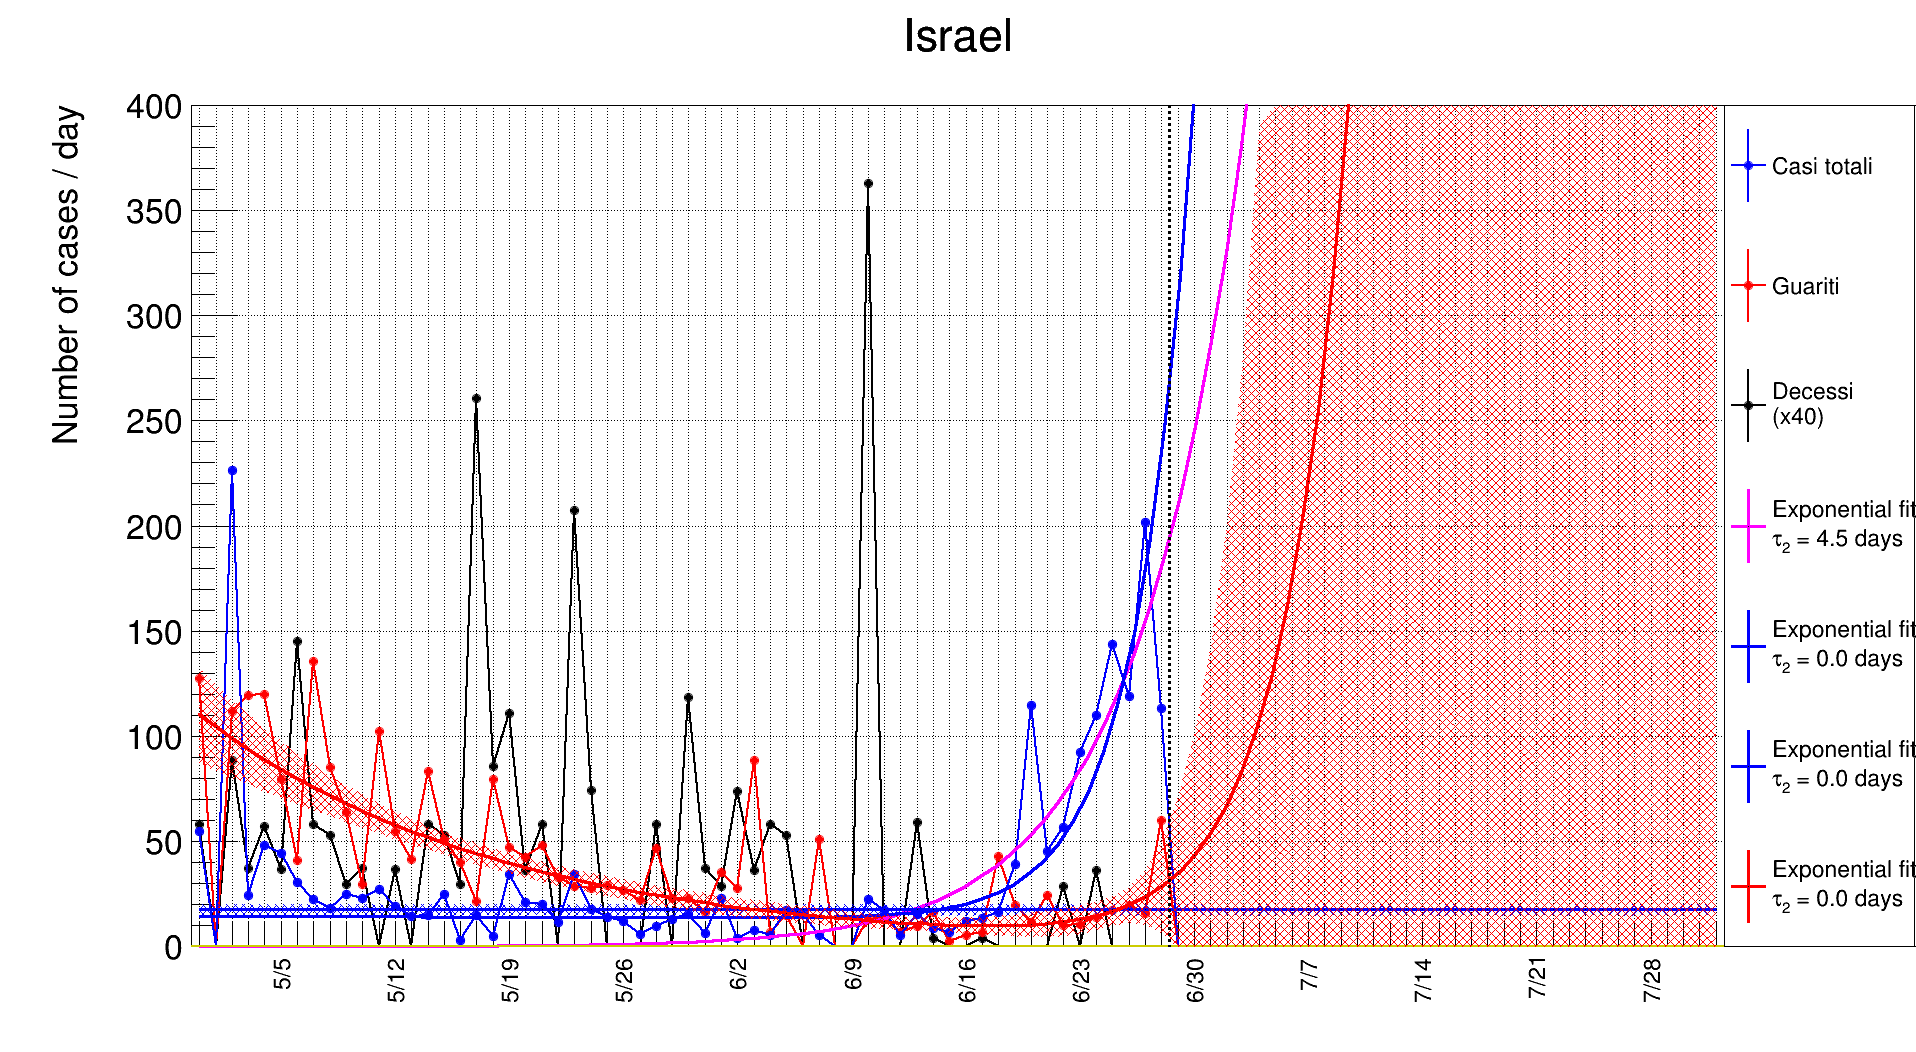 Israel
Number of cases / day
400
350
300
250
200
150
100
50
0
5/5
5/12
5/19
5/26
6/2
6/9
6/16
6/23
6/30
7/7
7/14
7/21
7/28
Casi totali
Guariti
Decessi
(x40)
Exponential fit
τ2 = 4.5 days
Exponential fit
τ2 = 0.0 days
Exponential fit
τ2 = 0.0 days
Exponential fit
τ2 = 0.0 days